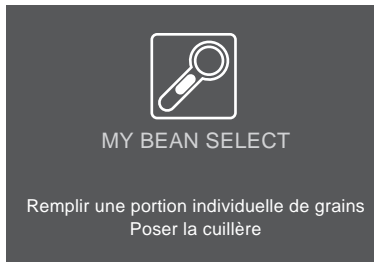 MY BEAN SELECT
Remplir une portion individuelle de grains
Poser la cuillère